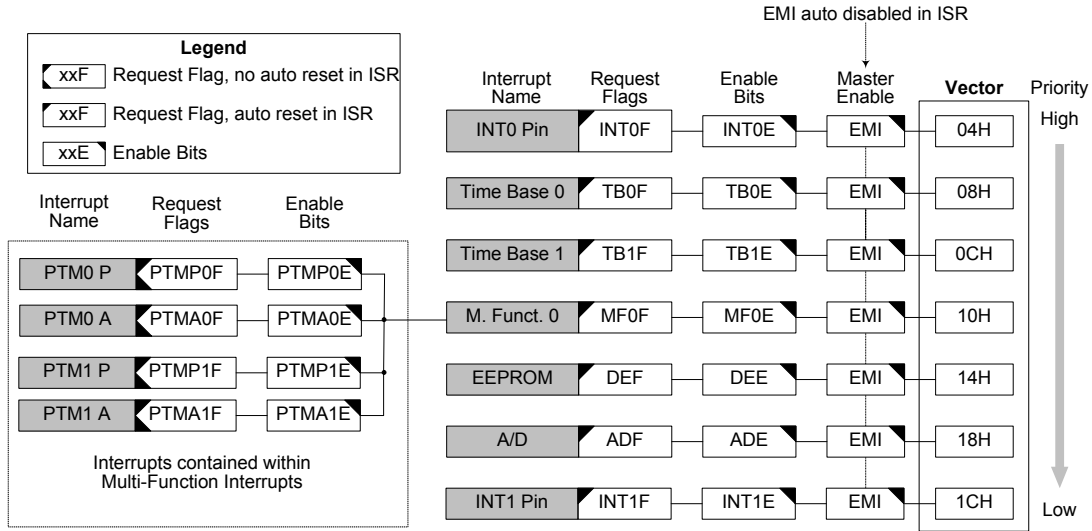 EMI auto disabled in ISR
Legend
xxF Request Flag, no auto reset in ISR
xxF Request Flag, auto reset in ISR
xxE Enable Bits
Interrupt Name Request Flags Enable Bits Master Enable Vector Priority
High
INT0 Pin INT0F INT0E EMI 04H
Time Base 0 TB0F TB0E EMI 08H
Time Base 1 TB1F TB1E EMI 0CH
M. Funct. 0 MF0F MF0E EMI 10H
EEPROM DEF DEE EMI 14H
A/D ADF ADE EMI 18H
INT1 Pin INT1F INT1E EMI 1CH
Low
Interrupt Name Request Flags Enable Bits
PTM0 P PTMP0F PTMP0E
PTM0 A PTMA0F PTMA0E
PTM1 P PTMP1F PTMP1E
PTM1 A PTMA1F PTMA1E
Interrupts contained within
Multi-Function Interrupts